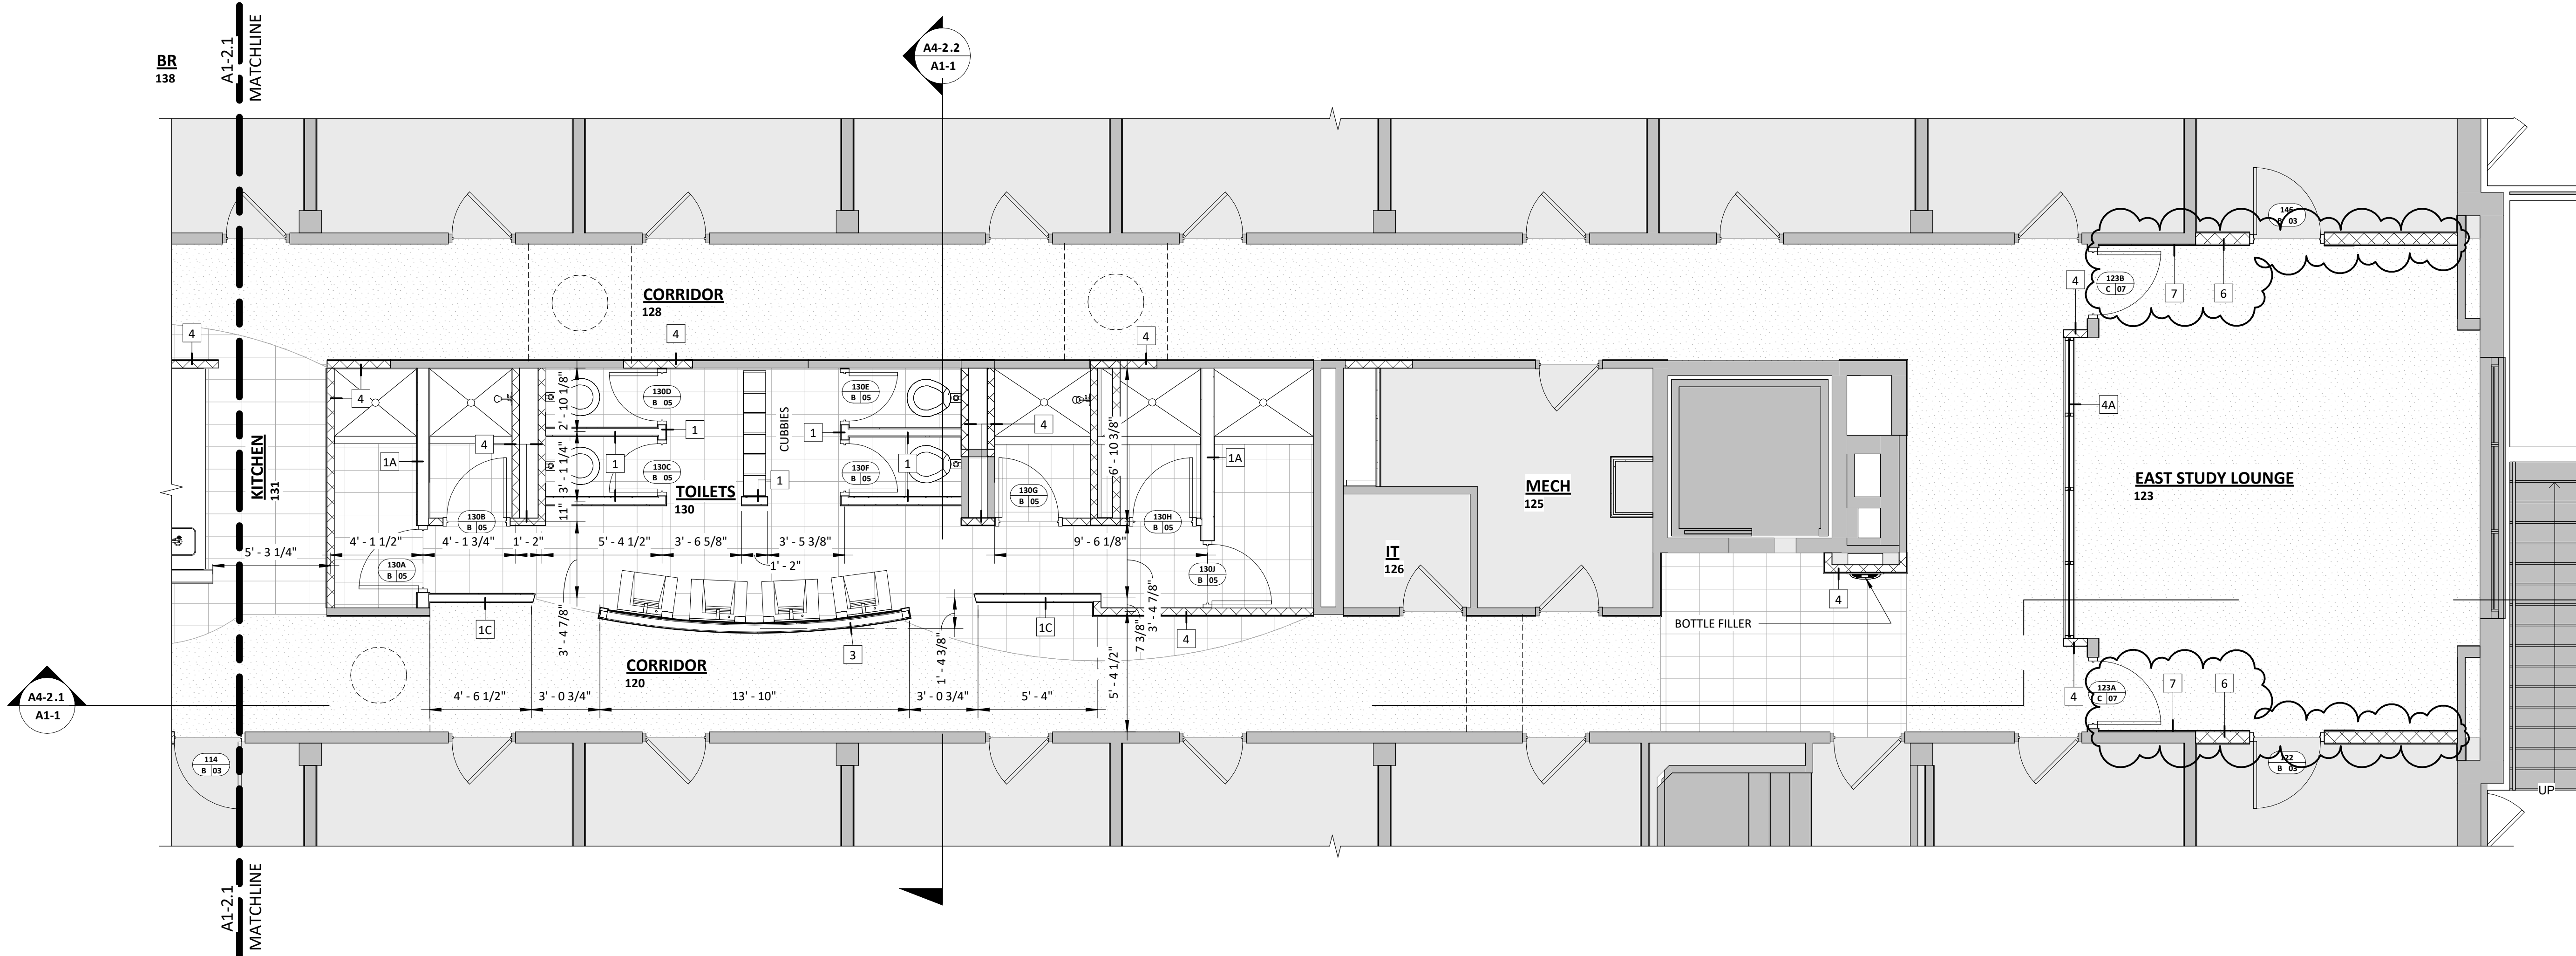 BR
138
A1-2.1
MATCHLINE
A4-2.2
A1-1
CORRIDOR
128
146
B 03
123B
C 07
7
6
4
4
4
4
4
4
4
130D
B 05
130E
B 05
2' - 10 1/8"
1
CUBBIES
1
4
6' - 10 3/8"
4A
KITCHEN
131
1A
3' - 1 1/4"
1
130C
B 05
130F
B 05
1
1
1A
EAST STUDY LOUNGE
123
MECH
125
TOILETS
130
11"
130B
B 05
130G
B 05
130H
B 05
5' - 3 1/4"
4' - 1 1/2"
4' - 1 3/4"
1' - 2"
5' - 4 1/2"
3' - 6 5/8"
1' - 2"
3' - 5 3/8"
9' - 6 1/8"
IT
126
130A
B 05
130J
B 05
3' - 4 7/8"
1C
3
1' - 4 3/8"
1C
7 3/8"
3' - 4 7/8"
4
4
BOTTLE FILLER
CORRIDOR
120
5' - 4 1/2"
A4-2.1
A1-1
4' - 6 1/2"
3' - 0 3/4"
13' - 10"
3' - 0 3/4"
5' - 4"
4
123A
C 07
7
6
114
B 03
122
B 03
UP
A1-2.1
MATCHLINE